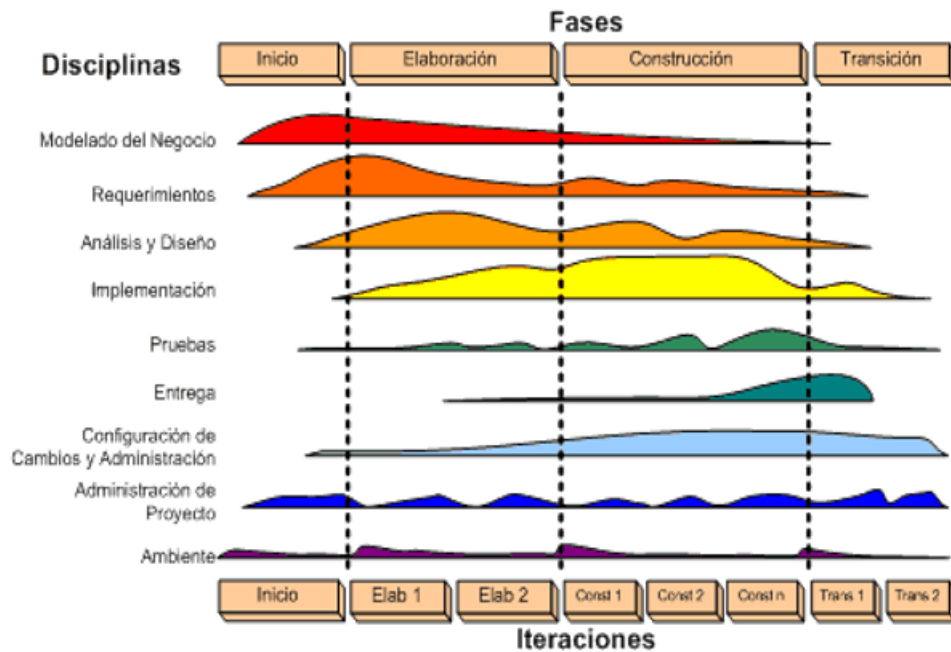 Fases
Disciplinas
Inicio
Elaboración
Construcción
Transición
Modelado del Negocio
Requerimientos
Análisis y Diseño
Implementación
Pruebas
Entrega
Configuración de
Cambios y Administración
Administración de
Proyecto
Ambiente
Inicio
Elab 1
Elab 2
Const 1
Const 2
Const n
Trans 1
Trans 2
Iteraciones